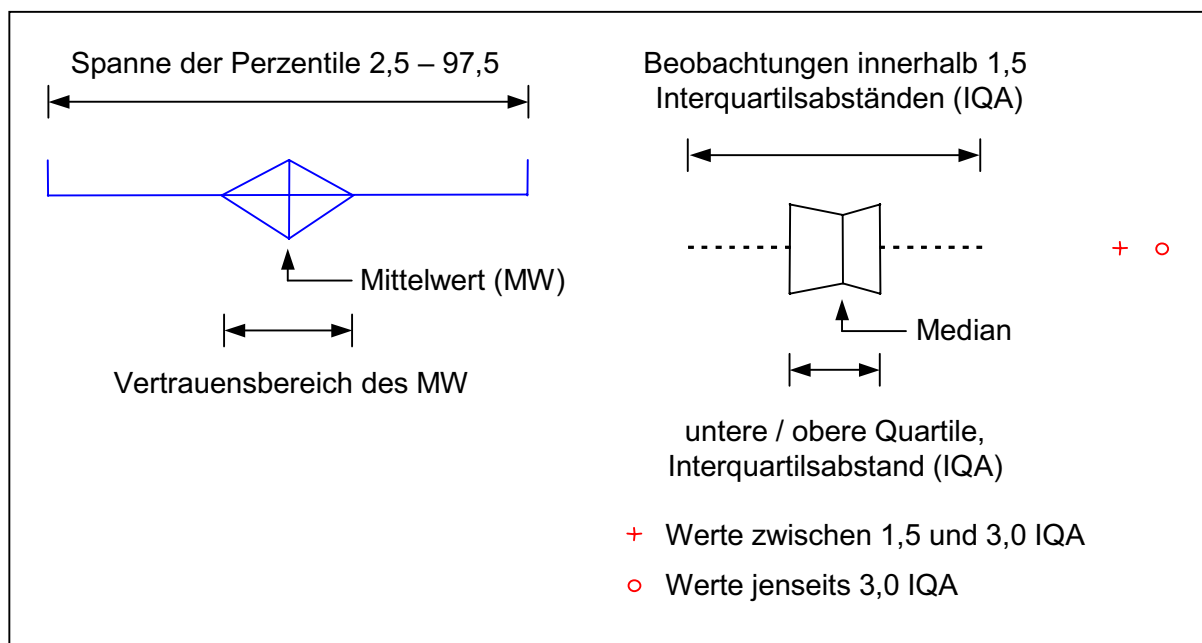 Spanne der Perzentile 2,5 – 97,5
Mittelwert (MW)
Vertrauensbereich des MW
Beobachtungen innerhalb 1,5
Interquartilsabständen (IQA)
Median
untere / obere Quartile,
Interquartilsabstand (IQA)
+ Werte zwischen 1,5 und 3,0 IQA
o Werte jenseits 3,0 IQA